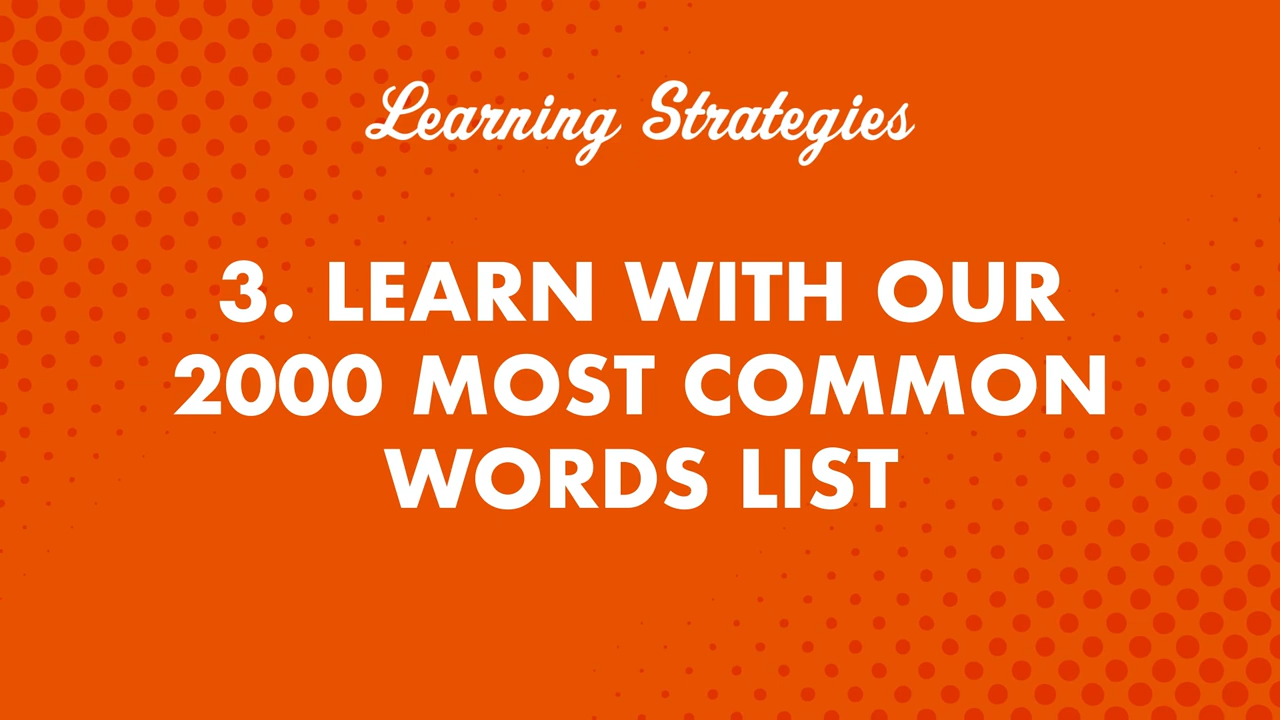 Learning Strategies
3. LEARN WITH OUR
2000 MOST COMMON
WORDS LIST